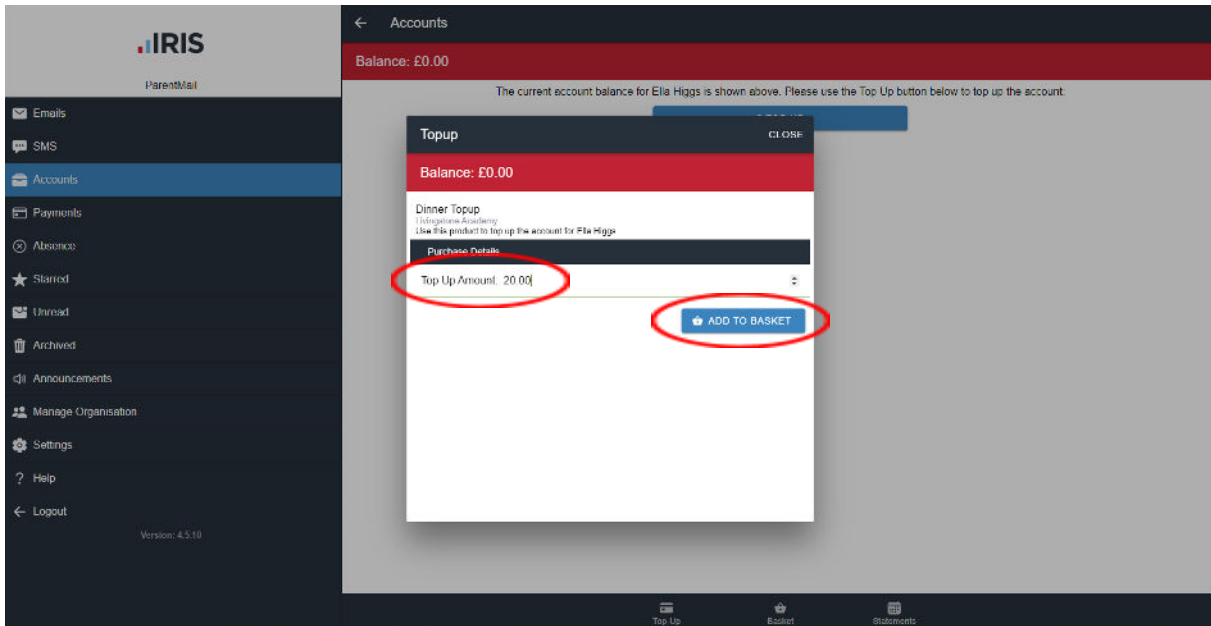 IRIS
ParentMail
Emails
SMS
Accounts
Payments
Absence
Starred
Unread
Archived
Announcements
Manage Organisation
Settings
? Help
Logout
Version: 4.5.10
Accounts
Balance: £0.00
The current account balance for Ella Higgs is shown above. Please use the Top Up button below to top up the account:
Topup CLOSE
Balance: £0.00
Dinner Topup
Livingstone Academy
Use this product to top up the account for Ella Higgs
Purchase Details
Top Up Amount: 20.00
ADD TO BASKET
Top Up Basket Statements